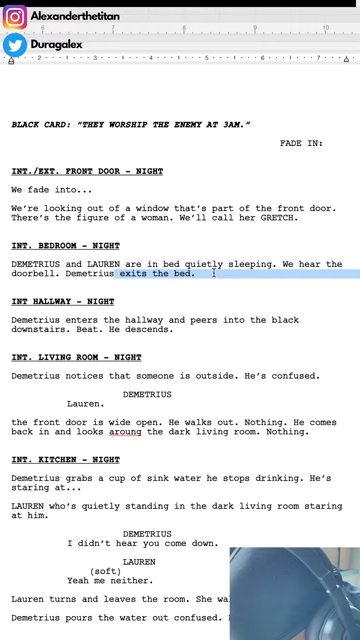 Alexanderthetitan
Duragalex
2 3 4 5 6 7
BLACK CARD: “THEY WORSHIP THE ENEMY AT 3AM.”
FADE IN:
INT./EXT. FRONT DOOR – NIGHT
We fade into...
We’re looking out of a window that’s part of the front door.
There’s the figure of a woman. We’ll call her GRETCH.
INT. BEDROOM – NIGHT
DEMETRIUS and LAUREN are in bed quietly sleeping. We hear the
doorbell. Demetrius exits the bed.
INT HALLWAY – NIGHT
Demetrius enters the hallway and peers into the black
downstairs. Beat. He descends.
INT. LIVING ROOM – NIGHT
Demetrius notices that someone is outside. He’s confused.
DEMETRIUS
Lauren.
the front door is wide open. He walks out. Nothing. He comes
back in and looks aroung the dark living room. Nothing.
INT. KITCHEN – NIGHT
Demetrius grabs a cup of sink water he stops drinking. He’s
staring at...
LAUREN who’s quietly standing in the dark living room staring
at him.
DEMETRIUS
I didn’t hear you come down.
LAUREN
(soft)
Yeah me neither.
Lauren turns and leaves the room. She
Demetrius pours the water out confused.